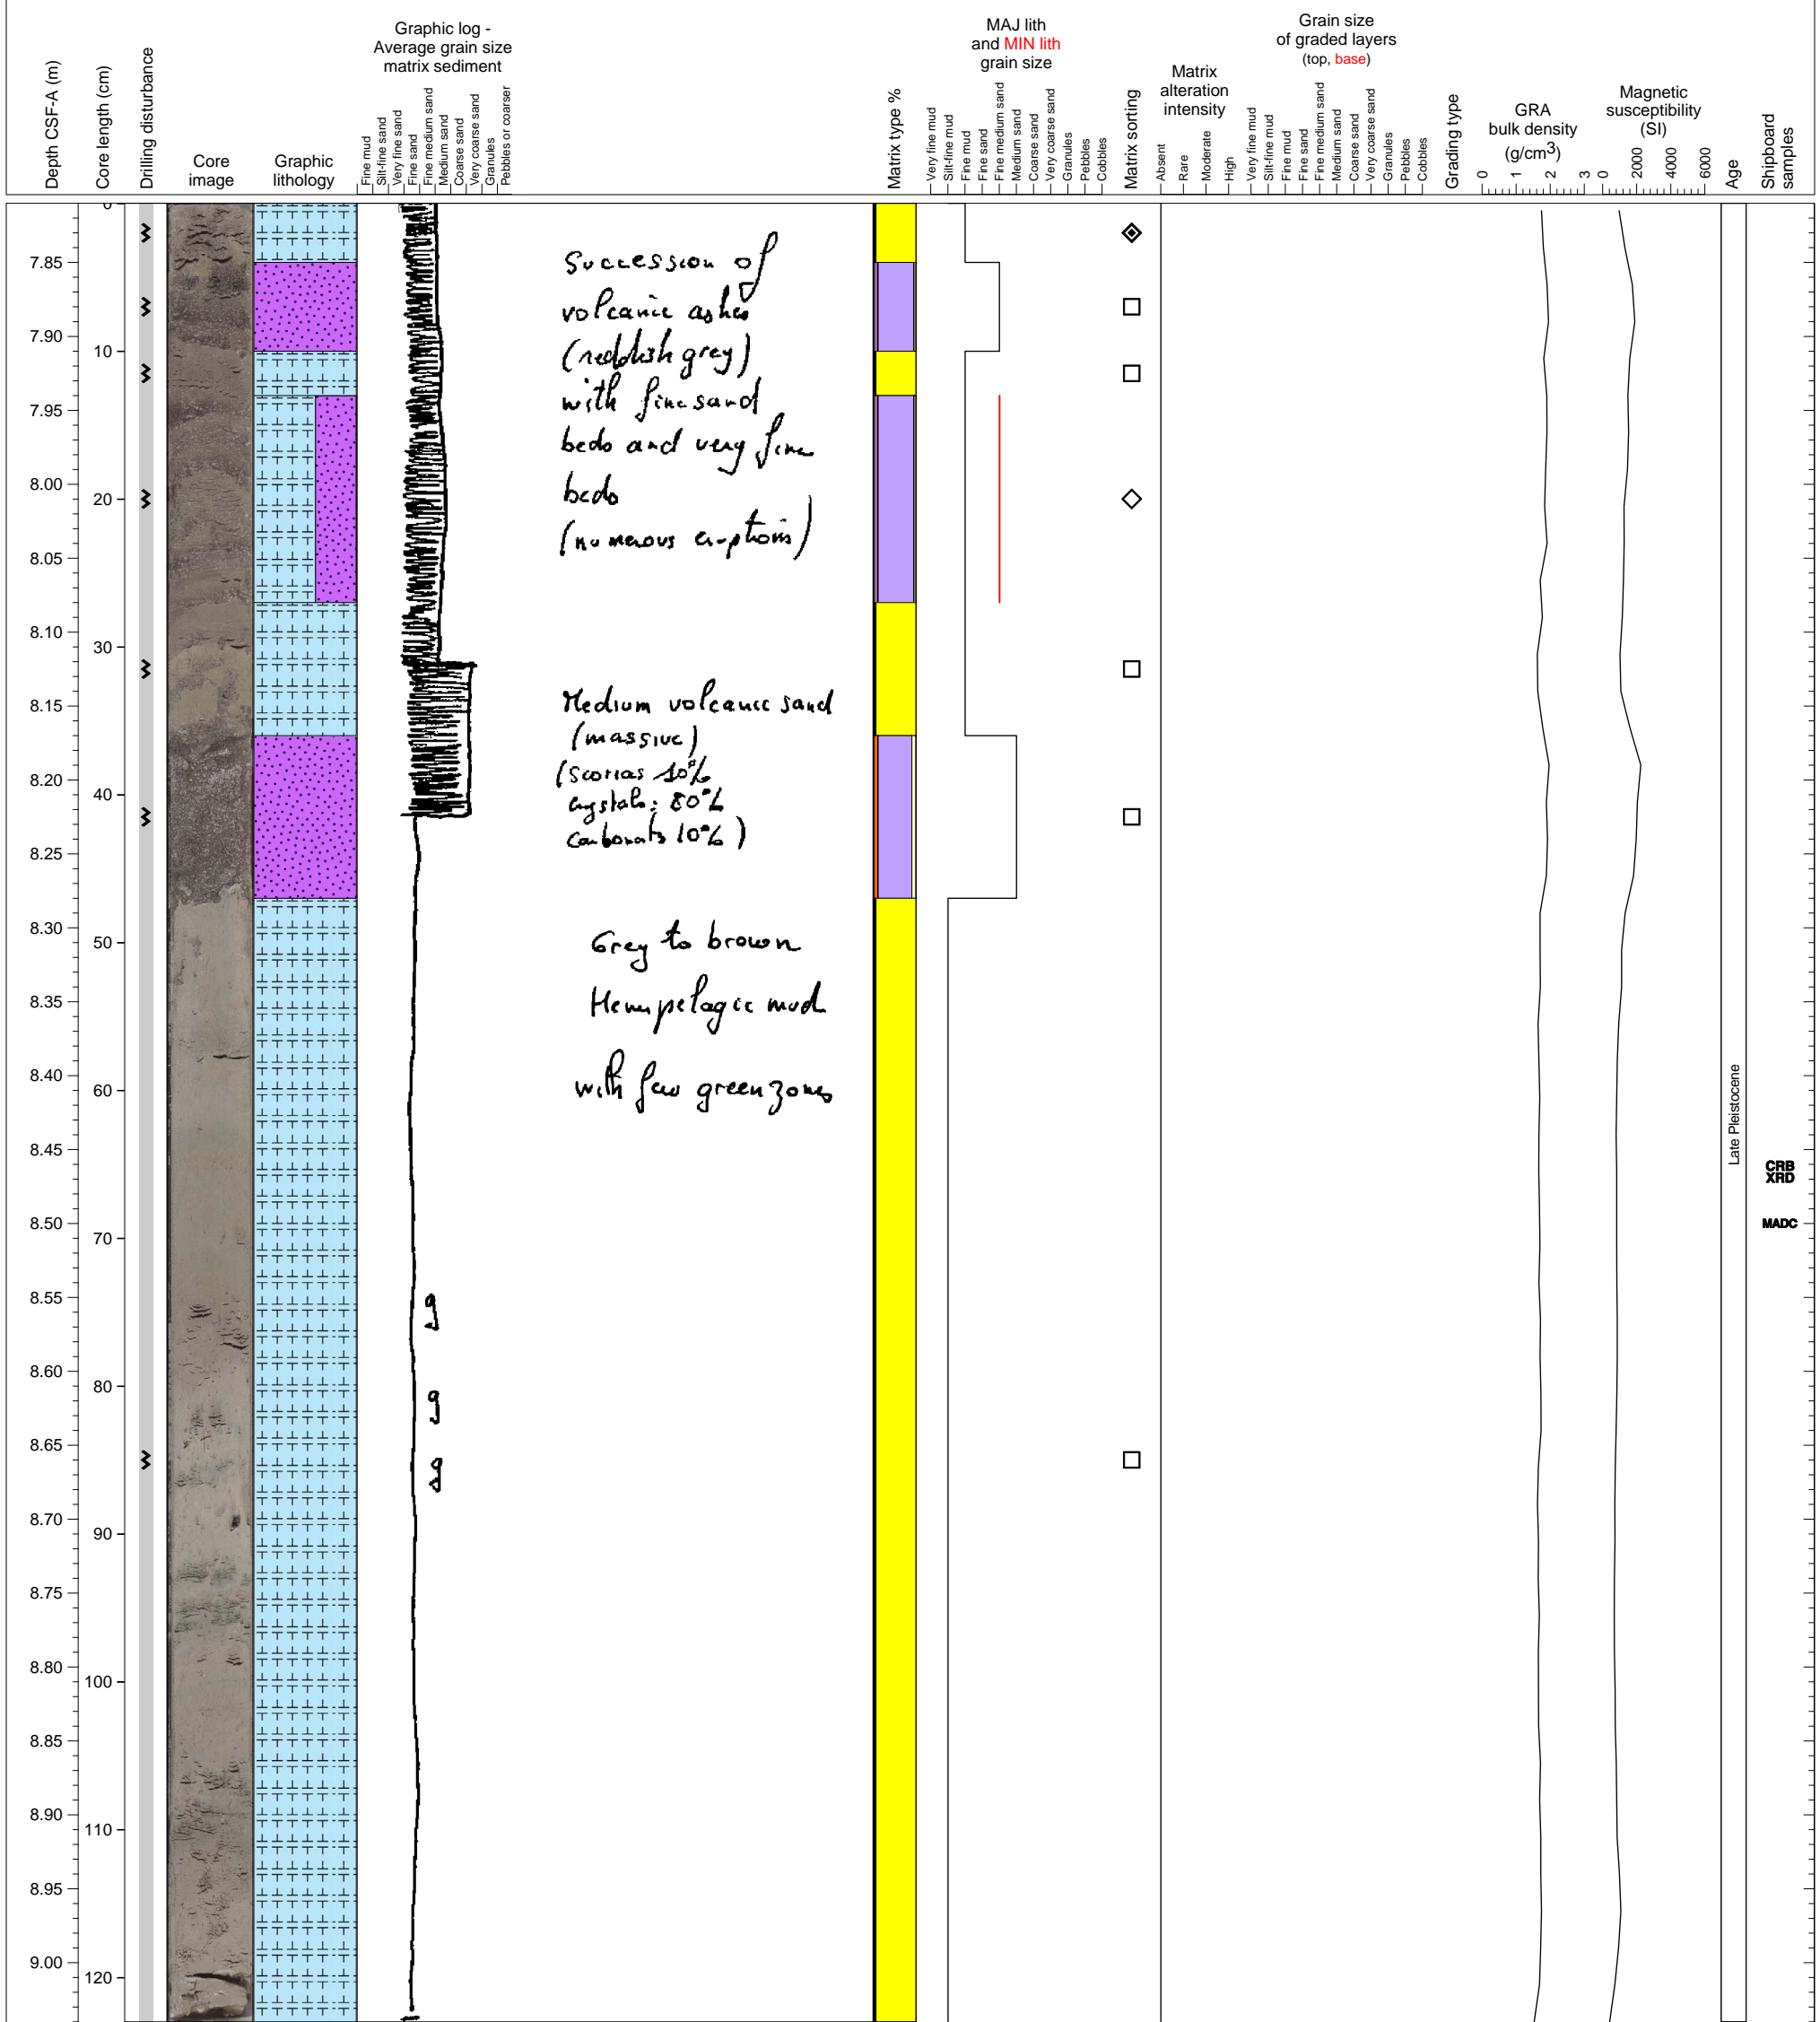 Depth CSF-A (m)
Core length (cm)
Drilling disturbance
Core
image
Graphic
lithology
Graphic log -
Average grain size
matrix sediment
Fine mud
Silt-fine sand
Very fine sand
Fine sand
Fine medium sand
Medium sand
Coarse sand
Very coarse sand
Granules
Pebbles or coarser
Matrix type %
MAJ lith
and MIN lith
grain size
Very fine mud
Silt-fine mud
Fine mud
Fine sand
Fine medium sand
Medium sand
Coarse sand
Very coarse sand
Granules
Pebbles
Cobbles
Matrix sorting
Matrix
alteration
intensity
Absent
Rare
Moderate
High
Grain size
of graded layers
(top, base)
Very fine mud
Silt-fine mud
Fine mud
Fine sand
Fine medium sand
Medium sand
Coarse sand
Very coarse sand
Granules
Pebbles
Cobbles
Grading type
GRA
bulk density
(g/cm3)
0 1 2 3
Magnetic
susceptibility
(SI)
0 2000 4000 6000
Age
Shipboard
samples
7.85
7.90
7.95
8.00
8.05
8.10
8.15
8.20
8.25
8.30
8.35
8.40
8.45
8.50
8.55
8.60
8.65
8.70
8.75
8.80
8.85
8.90
8.95
9.00
0
10
20
30
40
50
60
70
80
90
100
110
120
Succession of
volcanic ashes
(reddish grey)
with fine sand
beds and very fine
beds
(numerous eruptions)
Medium volcanic sand
(massive)
(scorias 10%
crystals: 80%
carbonats 10%)
Grey to brown
Hemipelagic mud
with few green zones
g
g
g
Late Pleistocene
CRB
XRD
MADC